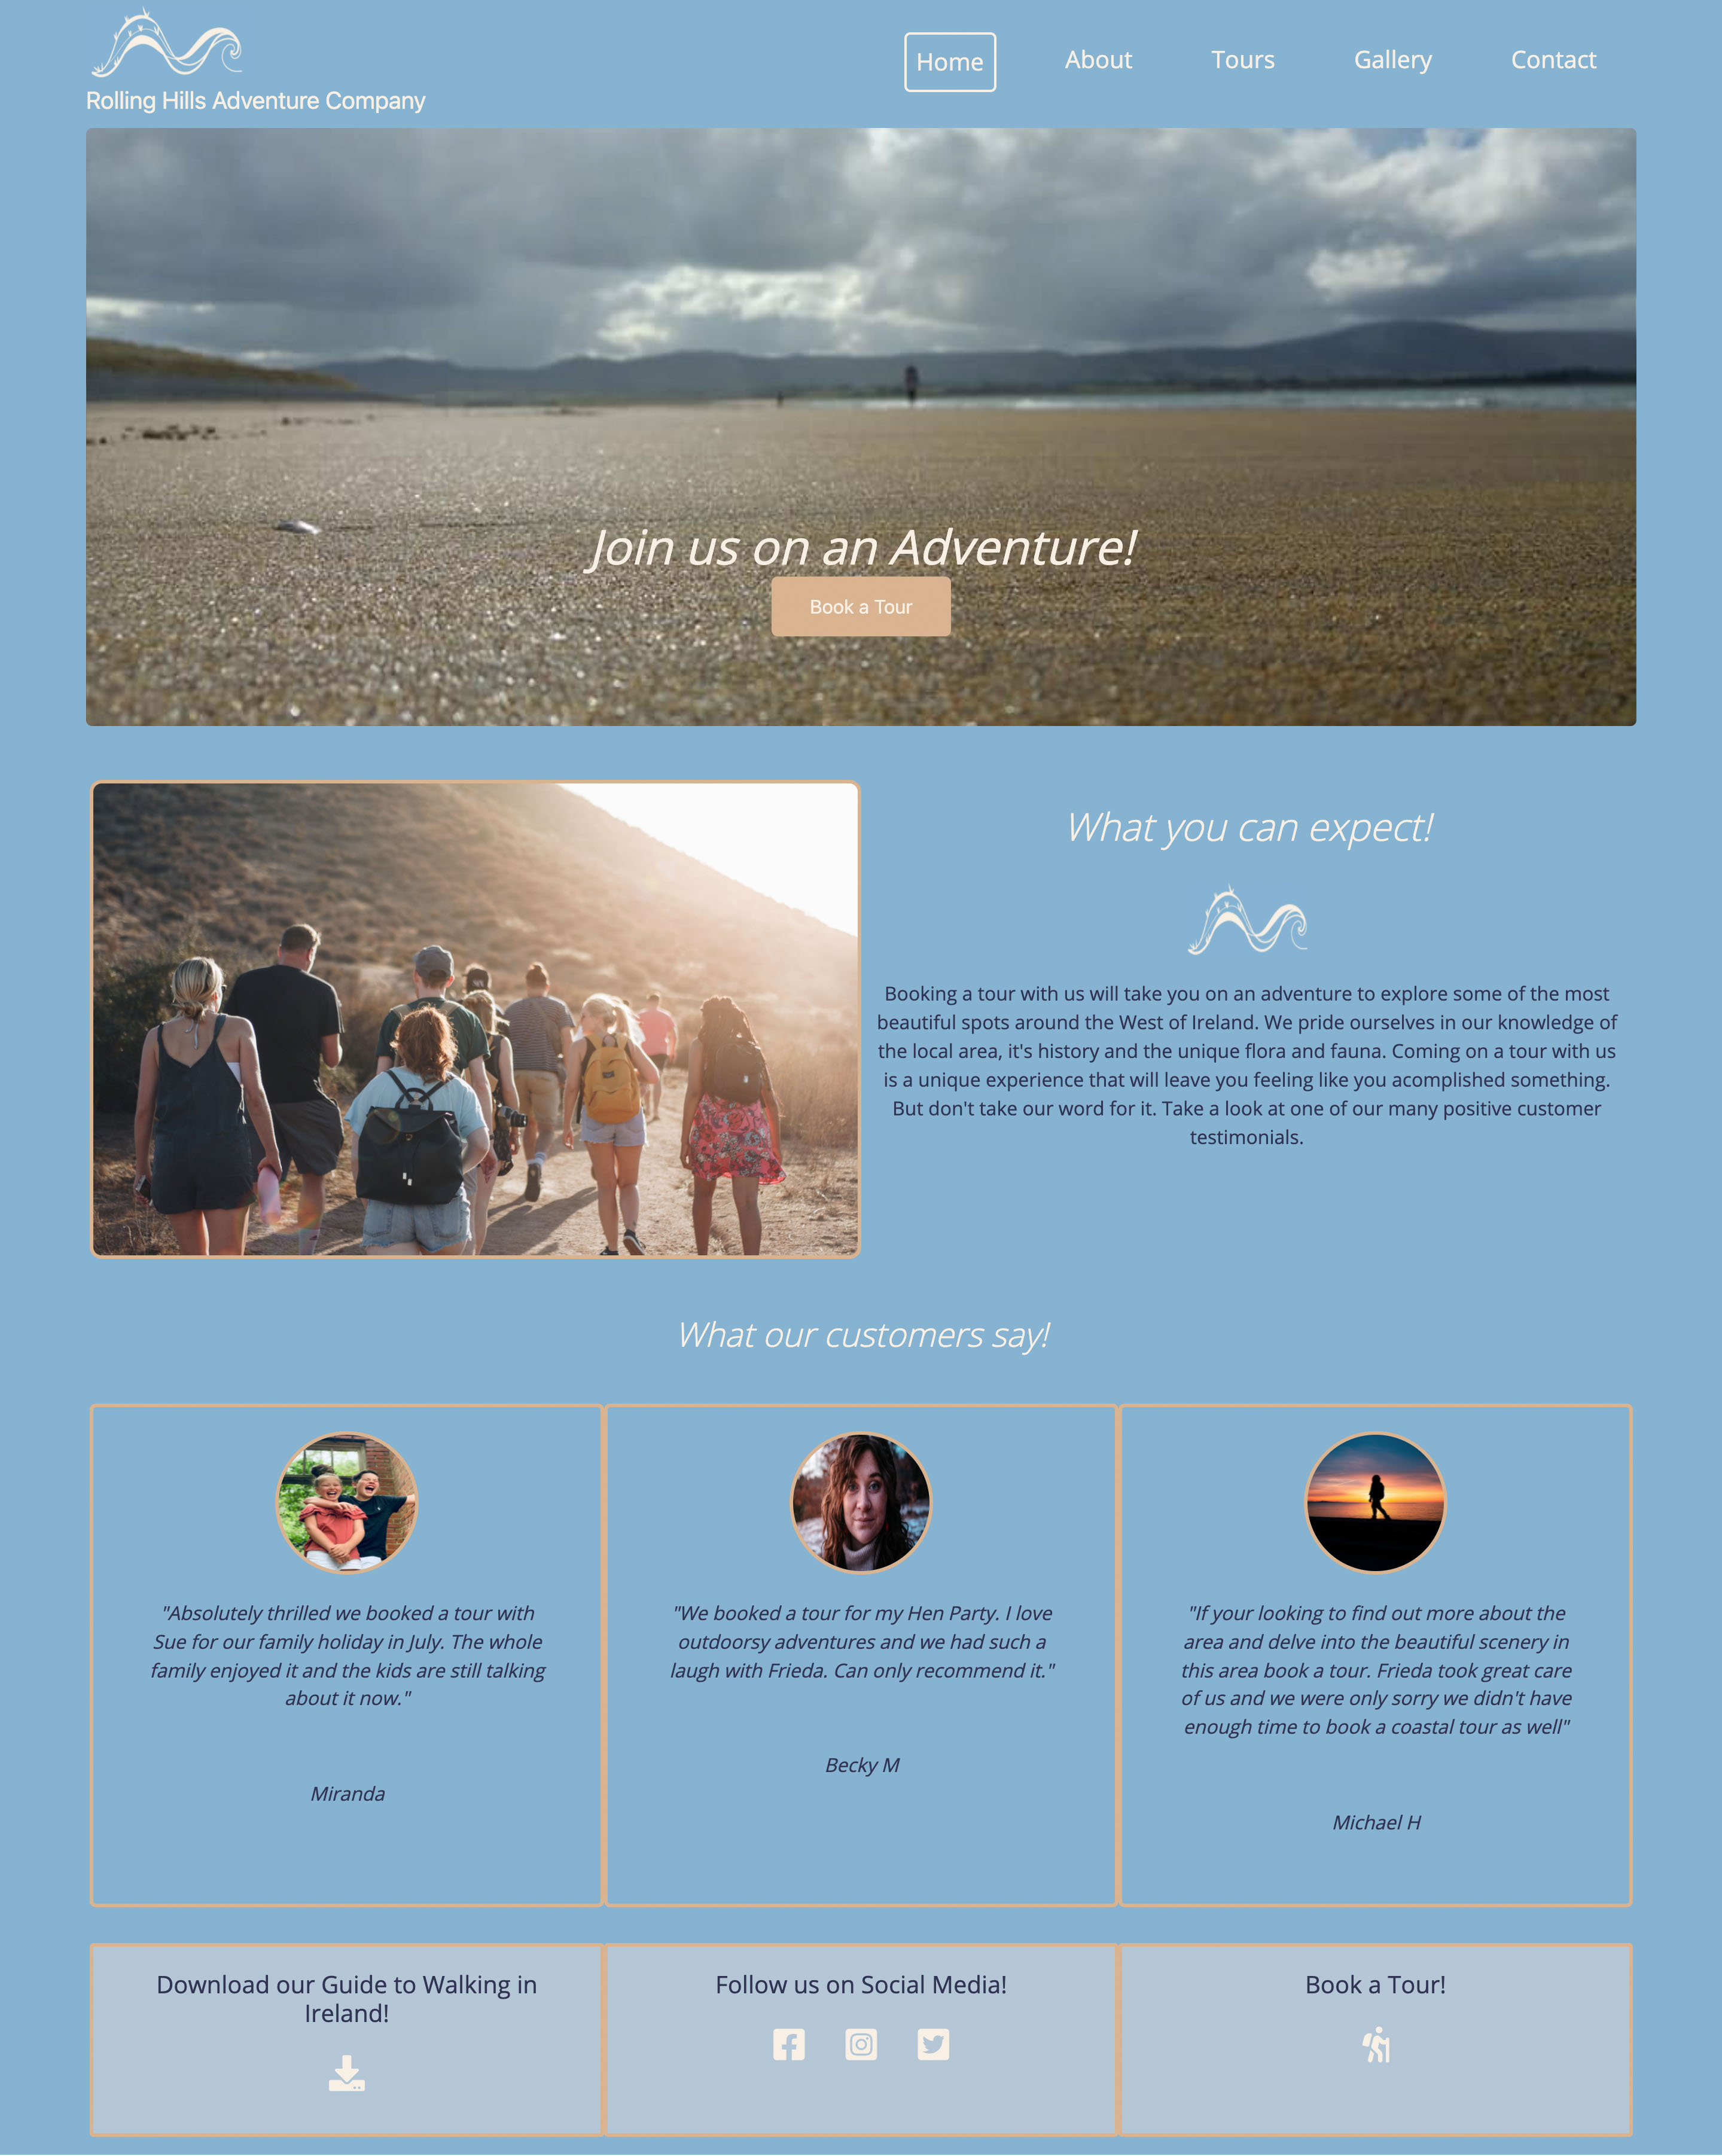 Rolling Hills Adventure Company
Home
About
Tours
Gallery
Contact
Join us on an Adventure!
Book a Tour
What you can expect!
Booking a tour with us will take you on an adventure to explore some of the most
beautiful spots around the West of Ireland. We pride ourselves in our knowledge of
the local area, it's history and the unique flora and fauna. Coming on a tour with us
is a unique experience that will leave you feeling like you acomplished something.
But don't take our word for it. Take a look at one of our many positive customer
testimonials.
What our customers say!
"Absolutely thrilled we booked a tour with
Sue for our family holiday in July. The whole
family enjoyed it and the kids are still talking
about it now."
Miranda
"We booked a tour for my Hen Party. I love
outdoorsy adventures and we had such a
laugh with Frieda. Can only recommend it."
Becky M
"If your looking to find out more about the
area and delve into the beautiful scenery in
this area book a tour. Frieda took great care
of us and we were only sorry we didn't have
enough time to book a coastal tour as well"
Michael H
Download our Guide to Walking in
Ireland!
Follow us on Social Media!
Book a Tour!